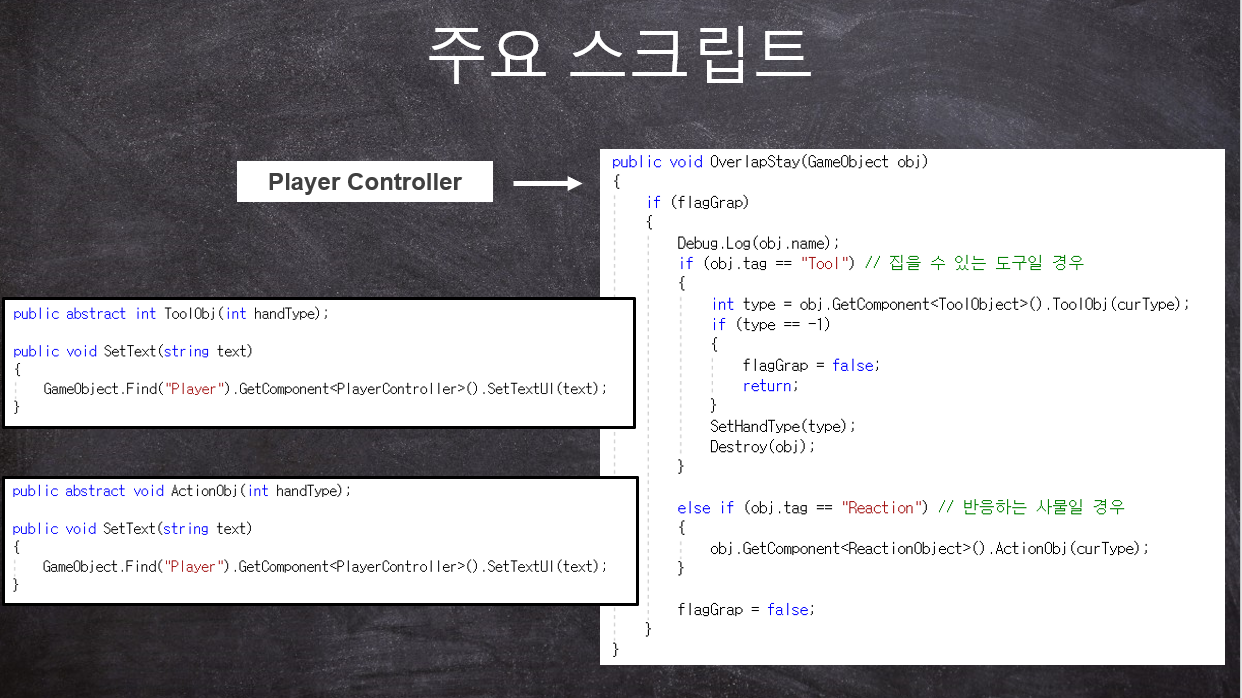 주요 스크립트
Player Controller
public void OverlapStay(GameObject obj)
{
if (flagGrap)
{
Debug.Log(obj.name);
if (obj.tag == "Tool") // 집을 수 있는 도구일 경우
{
int type = obj.GetComponent<ToolObject>().ToolObj(curType);
if (type == -1)
{
flagGrap = false;
return;
}
SetHandType(type);
Destroy(obj);
}
else if (obj.tag == "Reaction") // 반응하는 사물일 경우
{
obj.GetComponent<ReactionObject>().ActionObj(curType);
}
flagGrap = false;
}
}
public abstract int ToolObj(int handType);
public void SetText(string text)
{
GameObject.Find("Player").GetComponent<PlayerController>().SetTextUI(text);
}
public abstract void ActionObj(int handType);
public void SetText(string text)
{
GameObject.Find("Player").GetComponent<PlayerController>().SetTextUI(text);
}